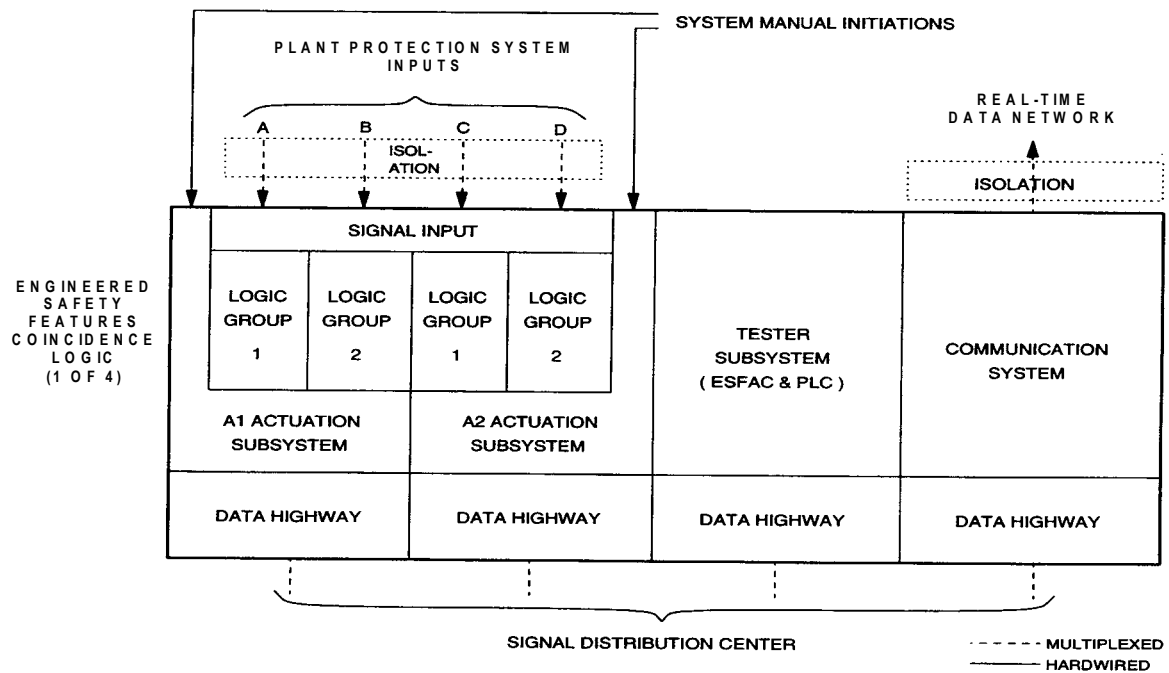 SYSTEM MANUAL INITIATIONS
PLANT PROTECTION SYSTEM
INPUTS
REAL-TIME
DATA NETWORK
A B C D
ISOL-
ATION
ISOLATION
SIGNAL INPUT
ENGINEERED
SAFETY
FEATURES
COINCIDENCE
LOGIC
(1 OF 4)
LOGIC
GROUP
1
LOGIC
GROUP
2
LOGIC
GROUP
1
LOGIC
GROUP
2
A1 ACTUATION
SUBSYSTEM
A2 ACTUATION
SUBSYSTEM
TESTER
SUBSYSTEM
( ESFAC & PLC )
COMMUNICATION
SYSTEM
DATA HIGHWAY
DATA HIGHWAY
DATA HIGHWAY
DATA HIGHWAY
SIGNAL DISTRIBUTION CENTER
MULTIPLEXED
HARDWIRED